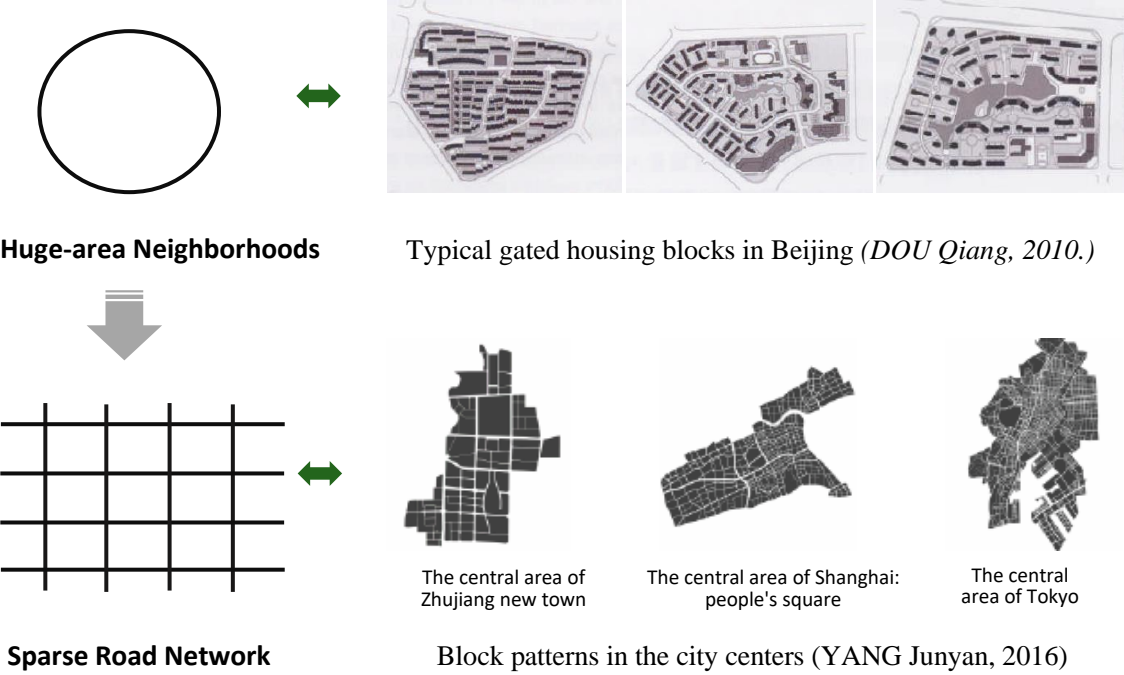 Huge-area Neighborhoods
Typical gated housing blocks in Beijing (DOU Qiang, 2010.)
The central area of
Zhujiang new town
The central area of Shanghai:
people's square
The central
area of Tokyo
Sparse Road Network
Block patterns in the city centers (YANG Junyan, 2016)